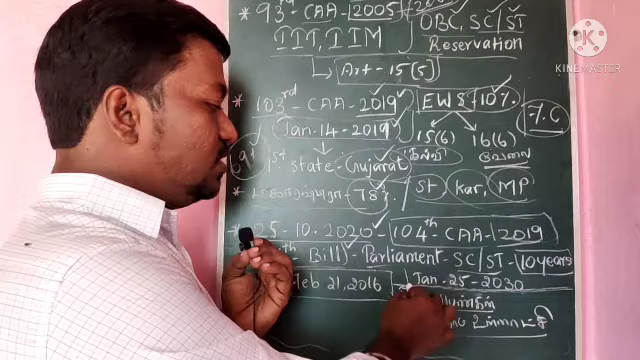 * 93rd CAA - 2005
IIT, IIM OBC, SC/ST
Reservation
Art - 15(5)
* 103rd - CAA - 2019 EWS - 10%
Jan - 14 - 2019 15(6) 16(6)
1st state - Gujarat (கல்வி) வேலை
* 78% / ST Kar, MP
* 25 - 10 - 2020 104th CAA - 2019
th Bill) Parliament - SC/ST - 10 years
Feb 21, 2016 Jan - 25 - 2030
KINEMASTER